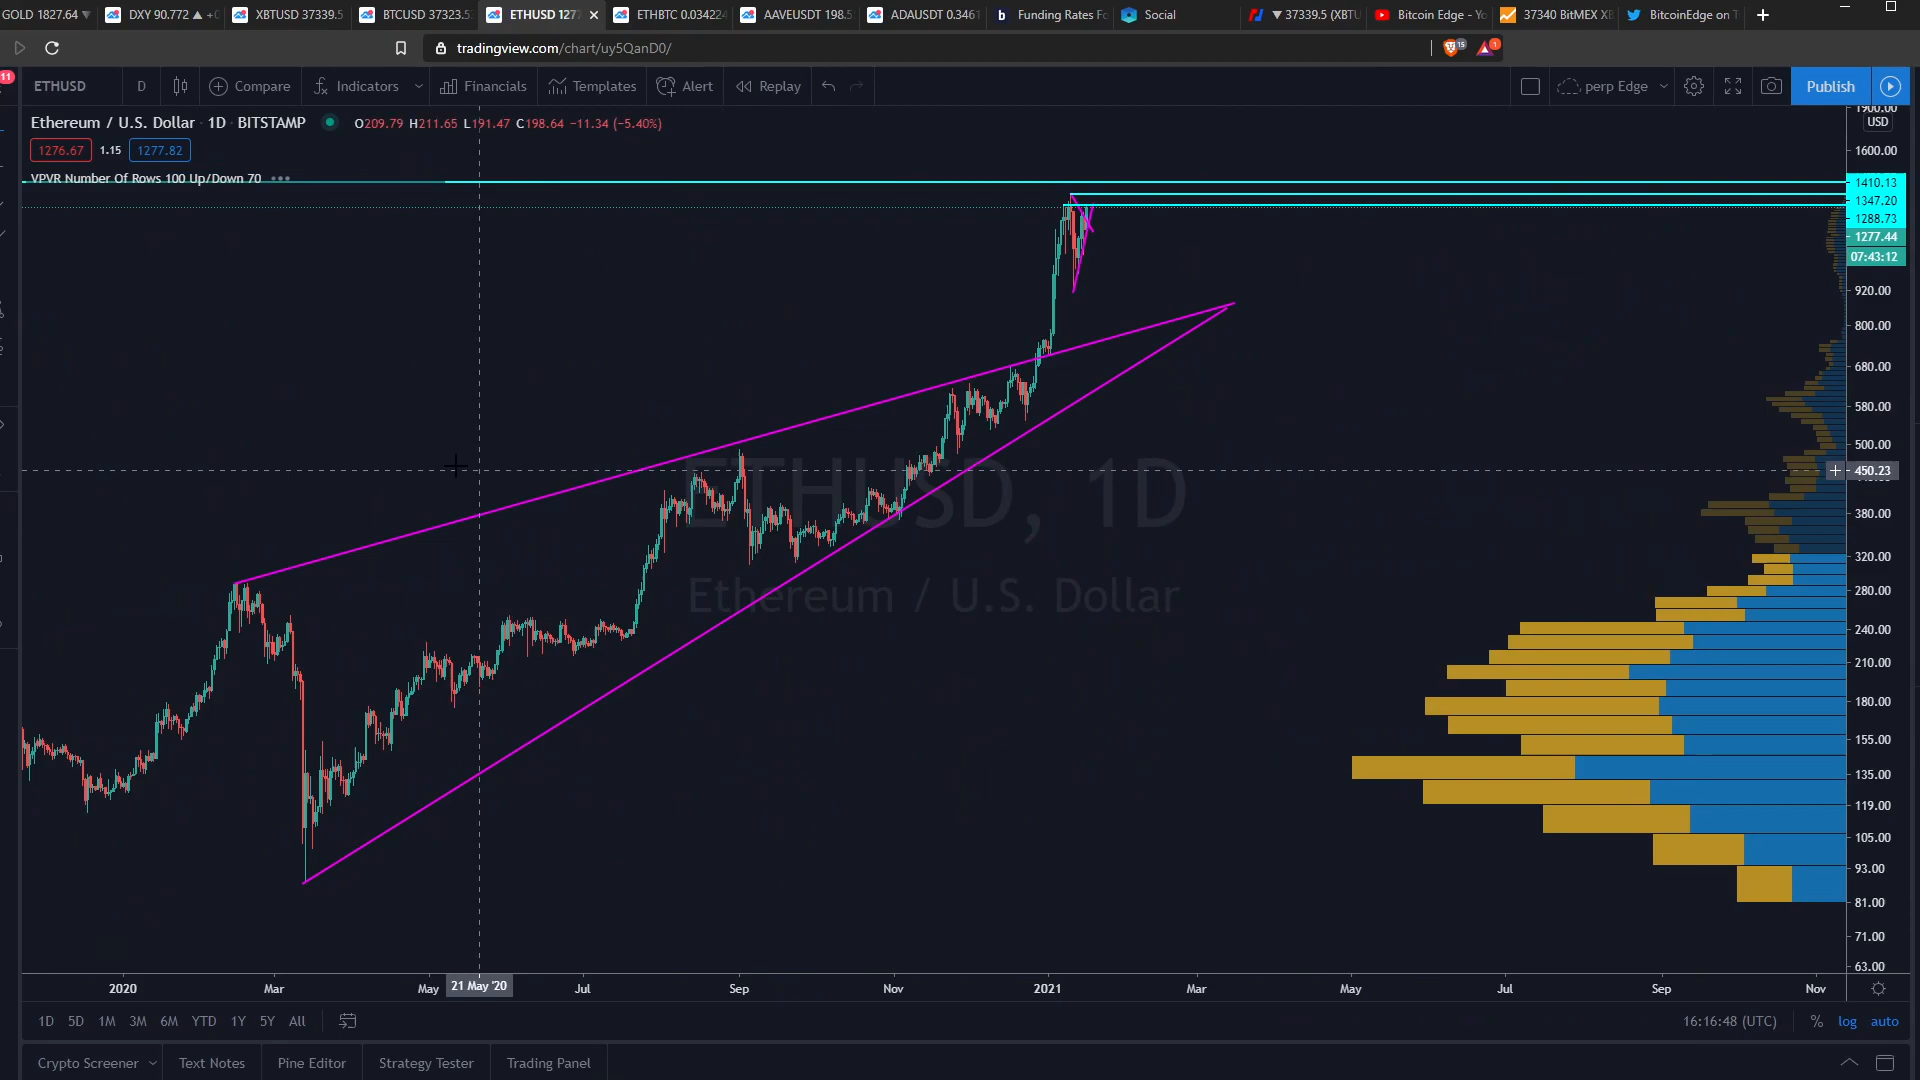 GOLD 1827.64 ▼
DXY 90.772 ▲
XBTUSD 37339.5
BTCUSD 37323.5
ETHUSD 127
ETHBTC 0.034224
AAVEUSDT 198.5
ADAUSDT 0.3461
Funding Rates Fo
Social
▼ 37339.5 (XBTU
Bitcoin Edge - Yo
37340 BitMEX XB
BitcoinEdge on T
tradingview.com/chart/uy5QanD0/
15
1
11
ETHUSD D Compare Indicators Financials Templates Alert Replay perp Edge Publish
Ethereum / U.S. Dollar · 1D · BITSTAMP O209.79 H211.65 L191.47 C198.64 −11.34 (−5.40%)
1276.67 1.15 1277.82
VPVR Number Of Rows 100 Up/Down 70
ETHUSD, 1D
Ethereum / U.S. Dollar
1900.00
USD
1600.00
1410.13
1347.20
1288.73
1277.44
07:43:12
920.00
800.00
680.00
580.00
500.00
450.23
380.00
320.00
280.00
240.00
210.00
180.00
155.00
135.00
119.00
105.00
93.00
81.00
71.00
63.00
2020 Mar May 21 May '20 Jul Sep Nov 2021 Mar May Jul Sep Nov
1D 5D 1M 3M 6M YTD 1Y 5Y All 16:16:48 (UTC) % log auto
Crypto Screener Text Notes Pine Editor Strategy Tester Trading Panel